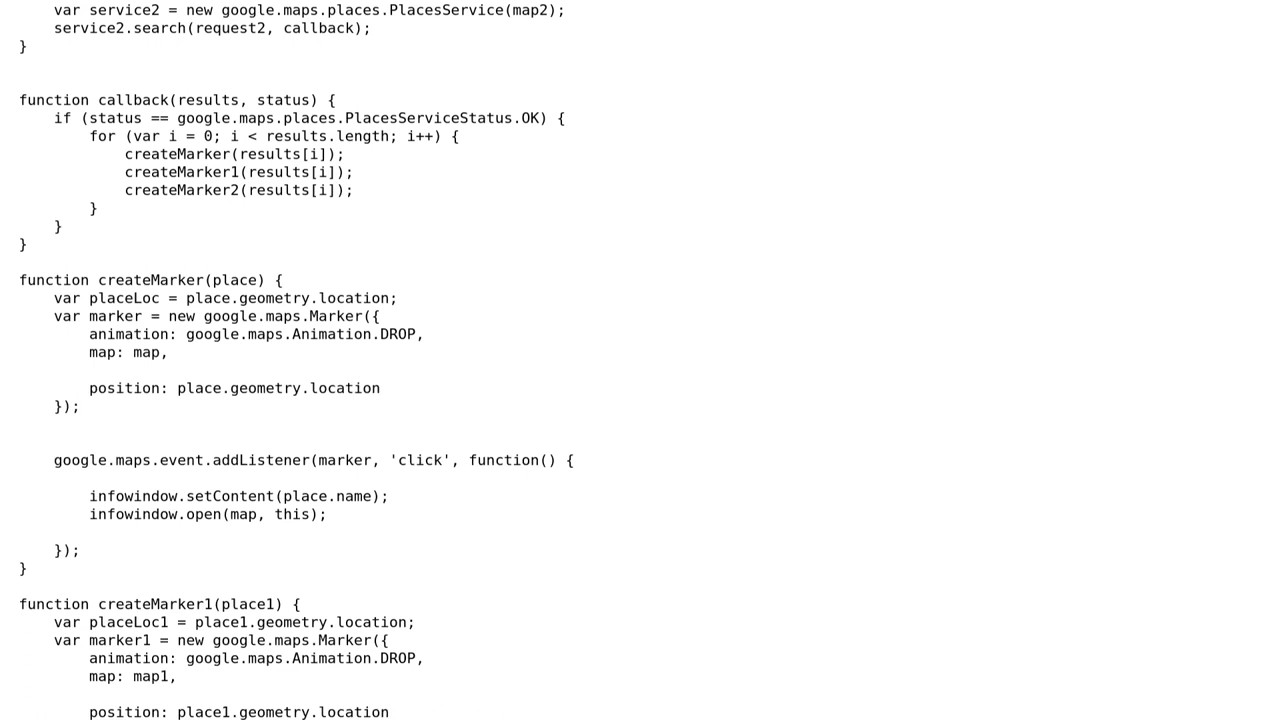 var service2 = new google.maps.places.PlacesService(map2);
    service2.search(request2, callback);
}
function callback(results, status) {
    if (status == google.maps.places.PlacesServiceStatus.OK) {
        for (var i = 0; i < results.length; i++) {
            createMarker(results[i]);
            createMarker1(results[i]);
            createMarker2(results[i]);
        }
    }
}
function createMarker(place) {
    var placeLoc = place.geometry.location;
    var marker = new google.maps.Marker({
        animation: google.maps.Animation.DROP,
        map: map,
        position: place.geometry.location
    });
    google.maps.event.addListener(marker, 'click', function() {
        infowindow.setContent(place.name);
        infowindow.open(map, this);
    });
}
function createMarker1(place1) {
    var placeLoc1 = place1.geometry.location;
    var marker1 = new google.maps.Marker({
        animation: google.maps.Animation.DROP,
        map: map1,
        position: place1.geometry.location